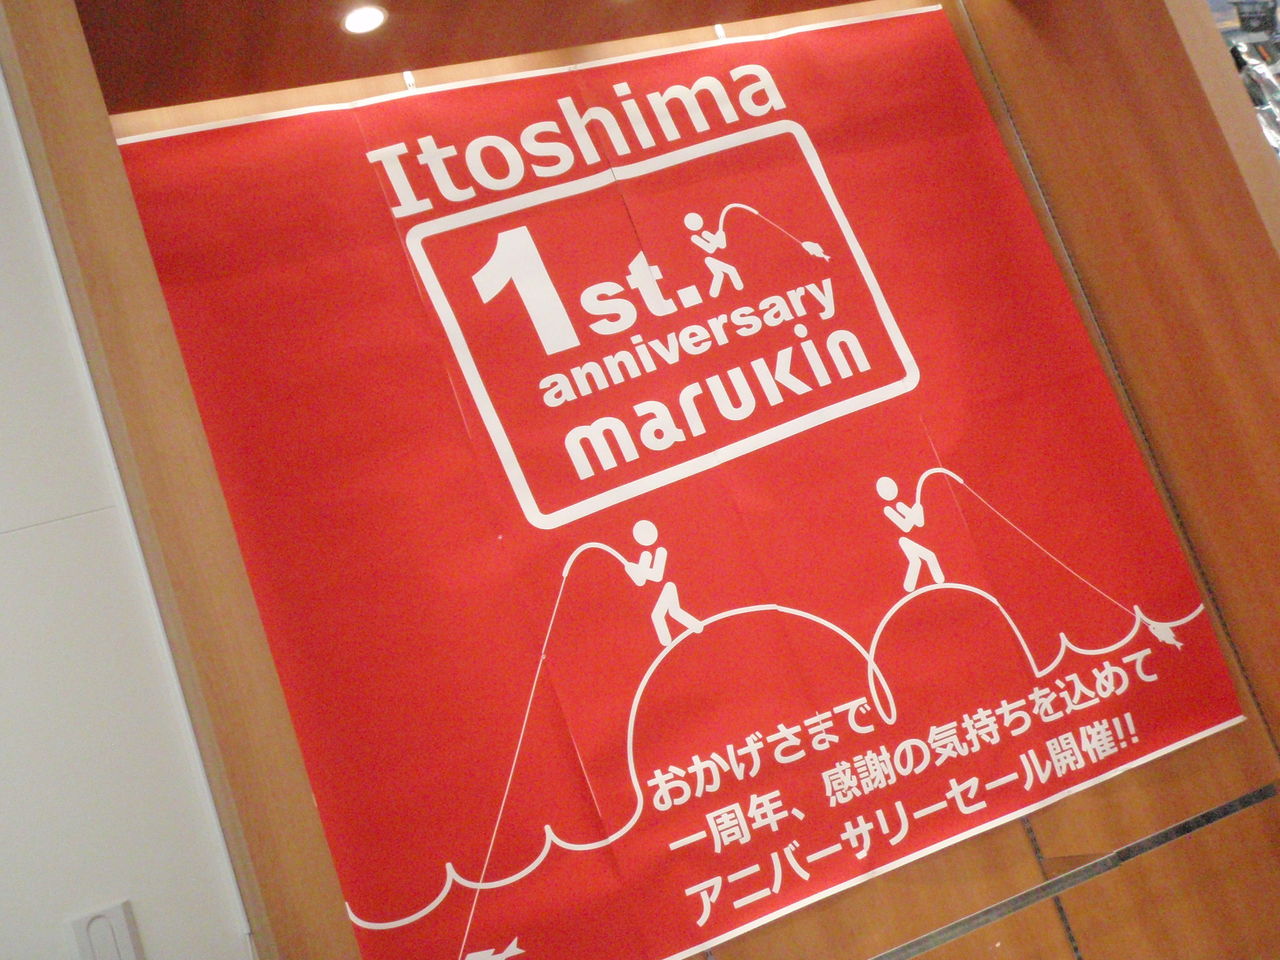 Itoshima
1st.
anniversary
marukin
おかげさまで
一周年、感謝の気持ちを込めて
アニバーサリーセール開催!!